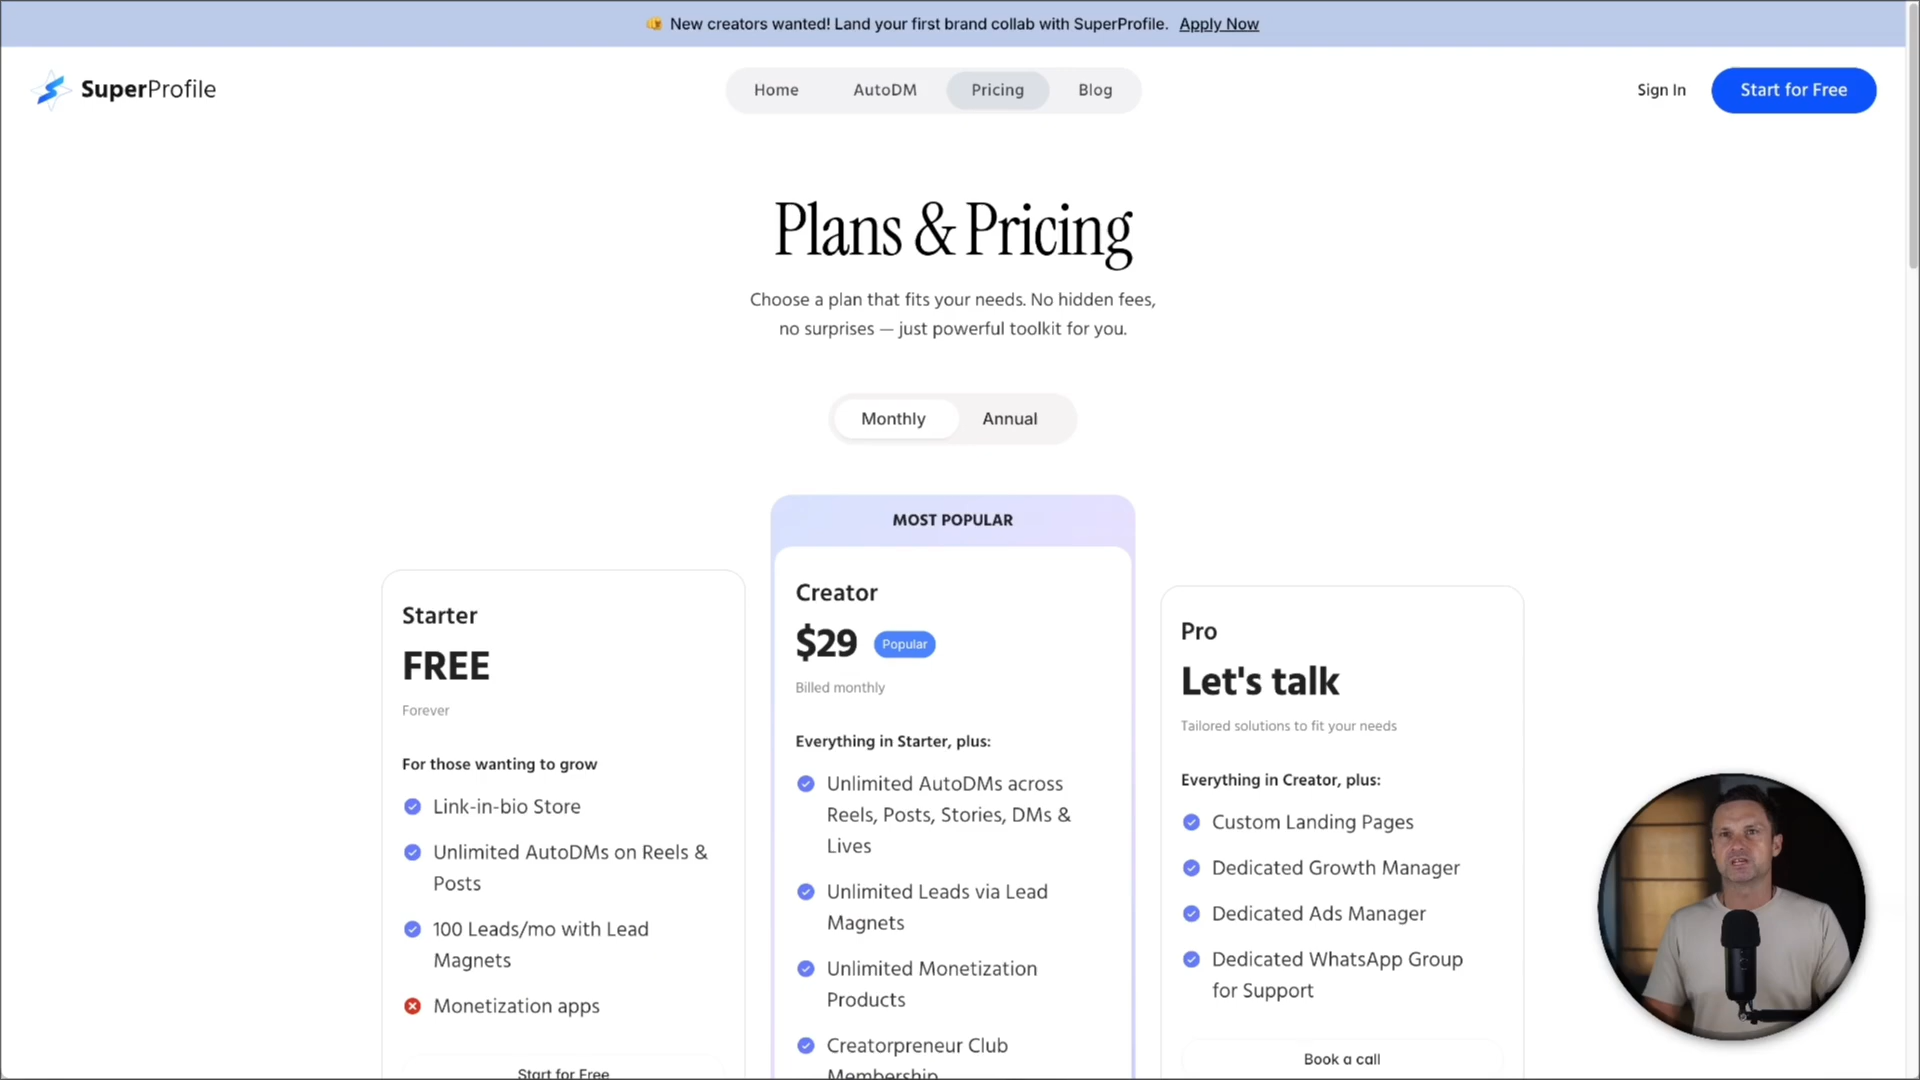 New creators wanted! Land your first brand collab with SuperProfile. Apply Now
SuperProfile
Home
AutoDM
Pricing
Blog
Sign In
Start for Free
Plans & Pricing
Choose a plan that fits your needs. No hidden fees,
no surprises — just powerful toolkit for you.
Monthly
Annual
Starter
FREE
Forever
For those wanting to grow
Link-in-bio Store
Unlimited AutoDMs on Reels &
Posts
100 Leads/mo with Lead
Magnets
Monetization apps
Start for Free
MOST POPULAR
Creator
$29 Popular
Billed monthly
Everything in Starter, plus:
Unlimited AutoDMs across
Reels, Posts, Stories, DMs &
Lives
Unlimited Leads via Lead
Magnets
Unlimited Monetization
Products
Creatorpreneur Club
Membership
Pro
Let's talk
Tailored solutions to fit your needs
Everything in Creator, plus:
Custom Landing Pages
Dedicated Growth Manager
Dedicated Ads Manager
Dedicated WhatsApp Group
for Support
Book a call